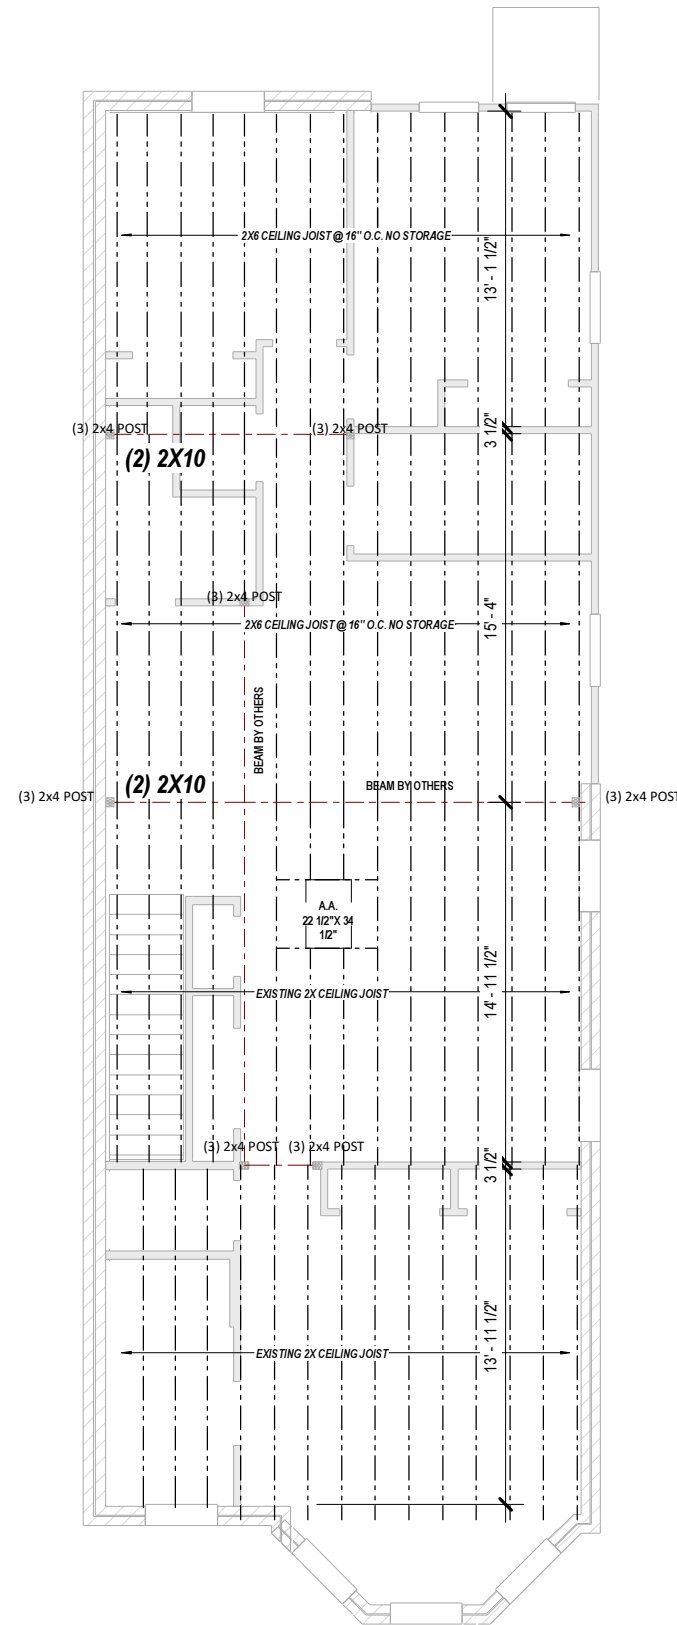 2X6 CEILING JOIST @ 16" O.C. NO STORAGE
13' - 1 1/2"
(3) 2x4 POST
(3) 2x4 POST
3 1/2"
(2) 2X10
(3) 2x4 POST
2X6 CEILING JOIST @ 16" O.C. NO STORAGE
15' - 4"
BEAM BY OTHERS
(2) 2X10
BEAM BY OTHERS
(3) 2x4 POST
(3) 2x4 POST
A.A.
22 1/2"X 34
1/2"
EXISTING 2X CEILING JOIST
14' - 11 1/2"
(3) 2x4 POST
(3) 2x4 POST
3 1/2"
EXISTING 2X CEILING JOIST
13' - 11 1/2"